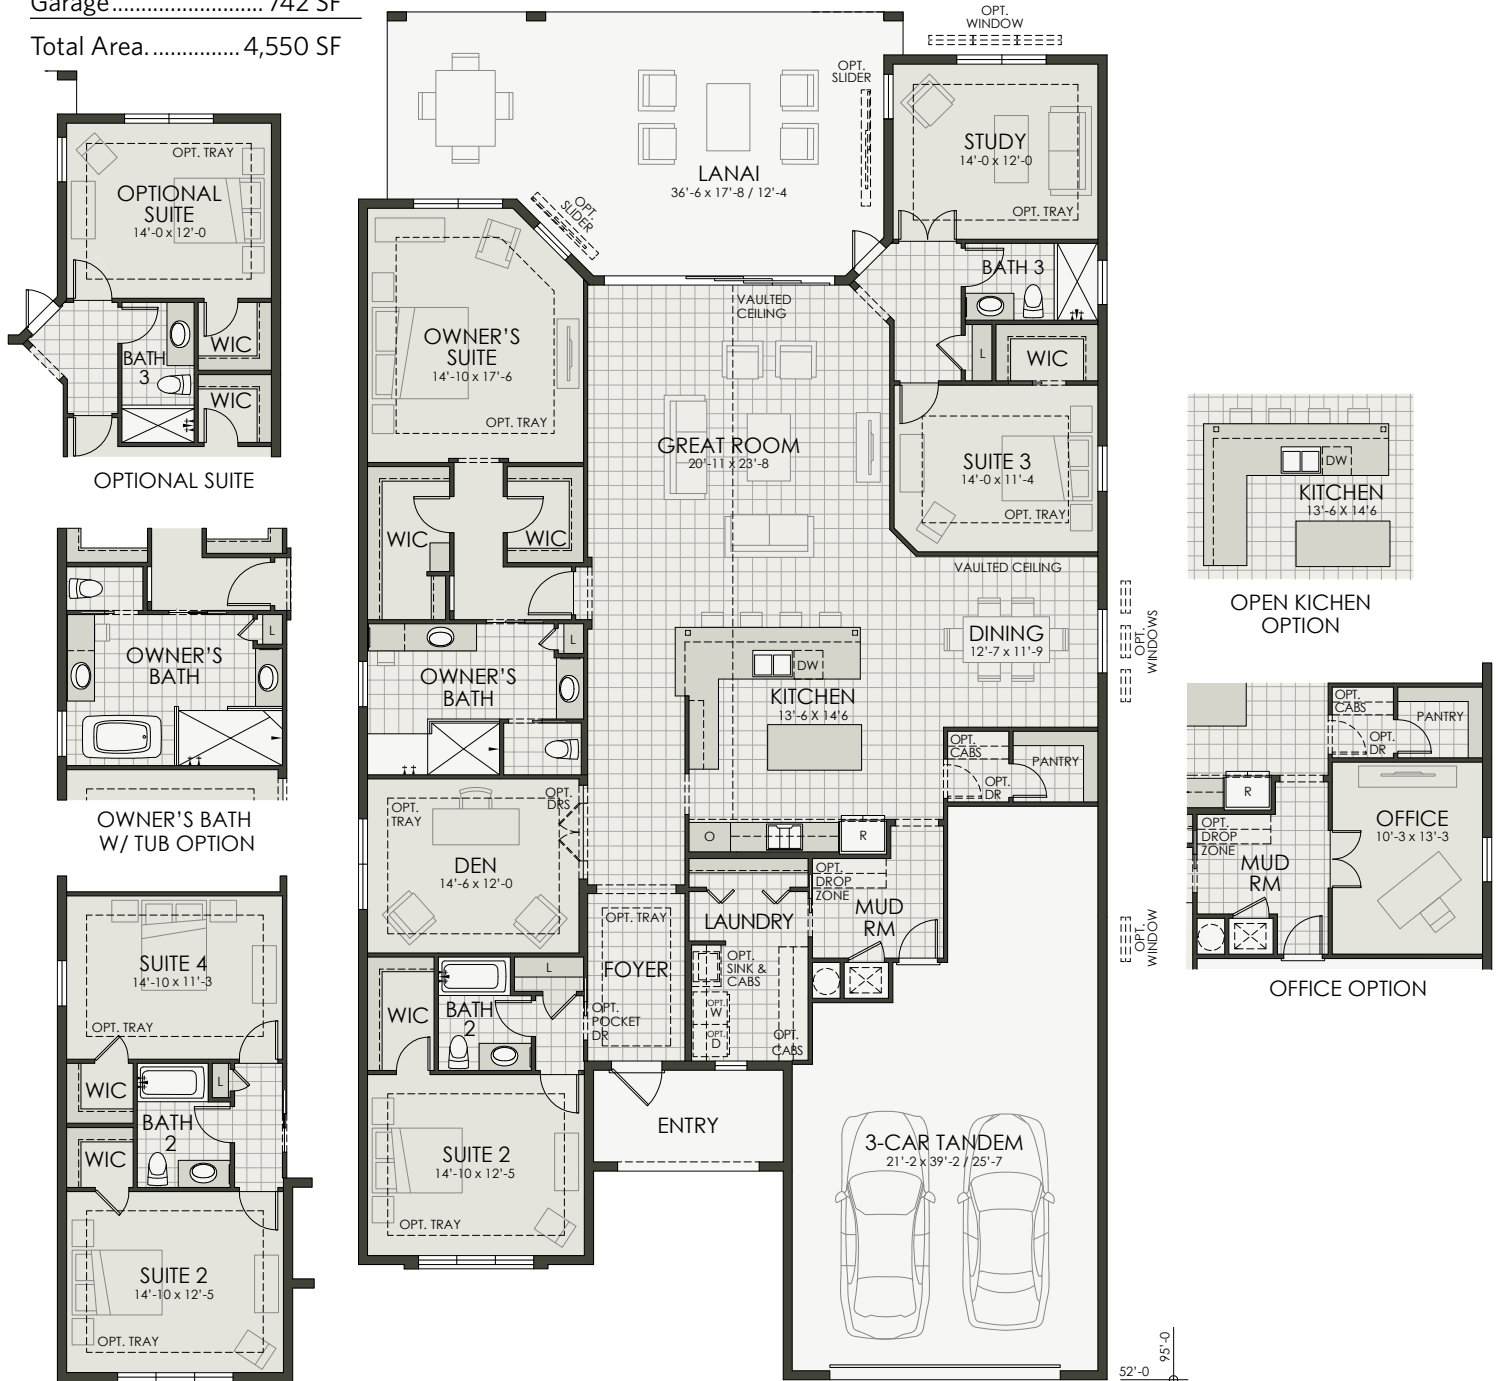 Garage.......................... 742 SF
Total Area. ............... 4,550 SF
OPT. TRAY
OPTIONAL
SUITE
14'-0 x 12'-0
WIC
BATH
3
WIC
OPTIONAL SUITE
OWNER'S
BATH
L
OWNER'S BATH
W/ TUB OPTION
SUITE 4
14'-10 x 11'-3
OPT. TRAY
WIC
L
BATH
2
WIC
SUITE 2
14'-10 x 12'-5
OPT. TRAY
LANAI
36'-6 x 17'-8 / 12'-4
OPT.
SLIDER
OPT.
SLIDER
OPT.
WINDOW
STUDY
14'-0 x 12'-0
OPT. TRAY
BATH 3
L
WIC
SUITE 3
14'-0 x 11'-4
OPT. TRAY
VAULTED
CEILING
OWNER'S
SUITE
14'-10 x 17'-6
OPT. TRAY
GREAT ROOM
20'-11 x 23'-8
WIC
WIC
VAULTED CEILING
DINING
12'-7 x 11'-9
OPT.
WINDOWS
L
OWNER'S
BATH
DW
KITCHEN
13'-6 X 14'6
OPT.
CABS
OPT.
DR
PANTRY
O
R
OPT.
TRAY
OPT.
DRS
DEN
14'-6 x 12'-0
OPT.
DROP
ZONE
MUD
RM
LAUNDRY
OPT.
SINK &
CABS
OPT.
W
OPT.
D
OPT.
CABS
OPT. TRAY
FOYER
OPT.
WINDOW
L
WIC
BATH
2
OPT.
POCKET
DR
SUITE 2
14'-10 x 12'-5
OPT. TRAY
ENTRY
3-CAR TANDEM
21'-2 x 39'-2 / 25'-7
52'-0
95'-0
DW
KITCHEN
13'-6 X 14'6
OPEN KICHEN
OPTION
OPT.
CABS
OPT.
DR
PANTRY
R
OPT.
DROP
ZONE
MUD
RM
OFFICE
10'-3 x 13'-3
OFFICE OPTION